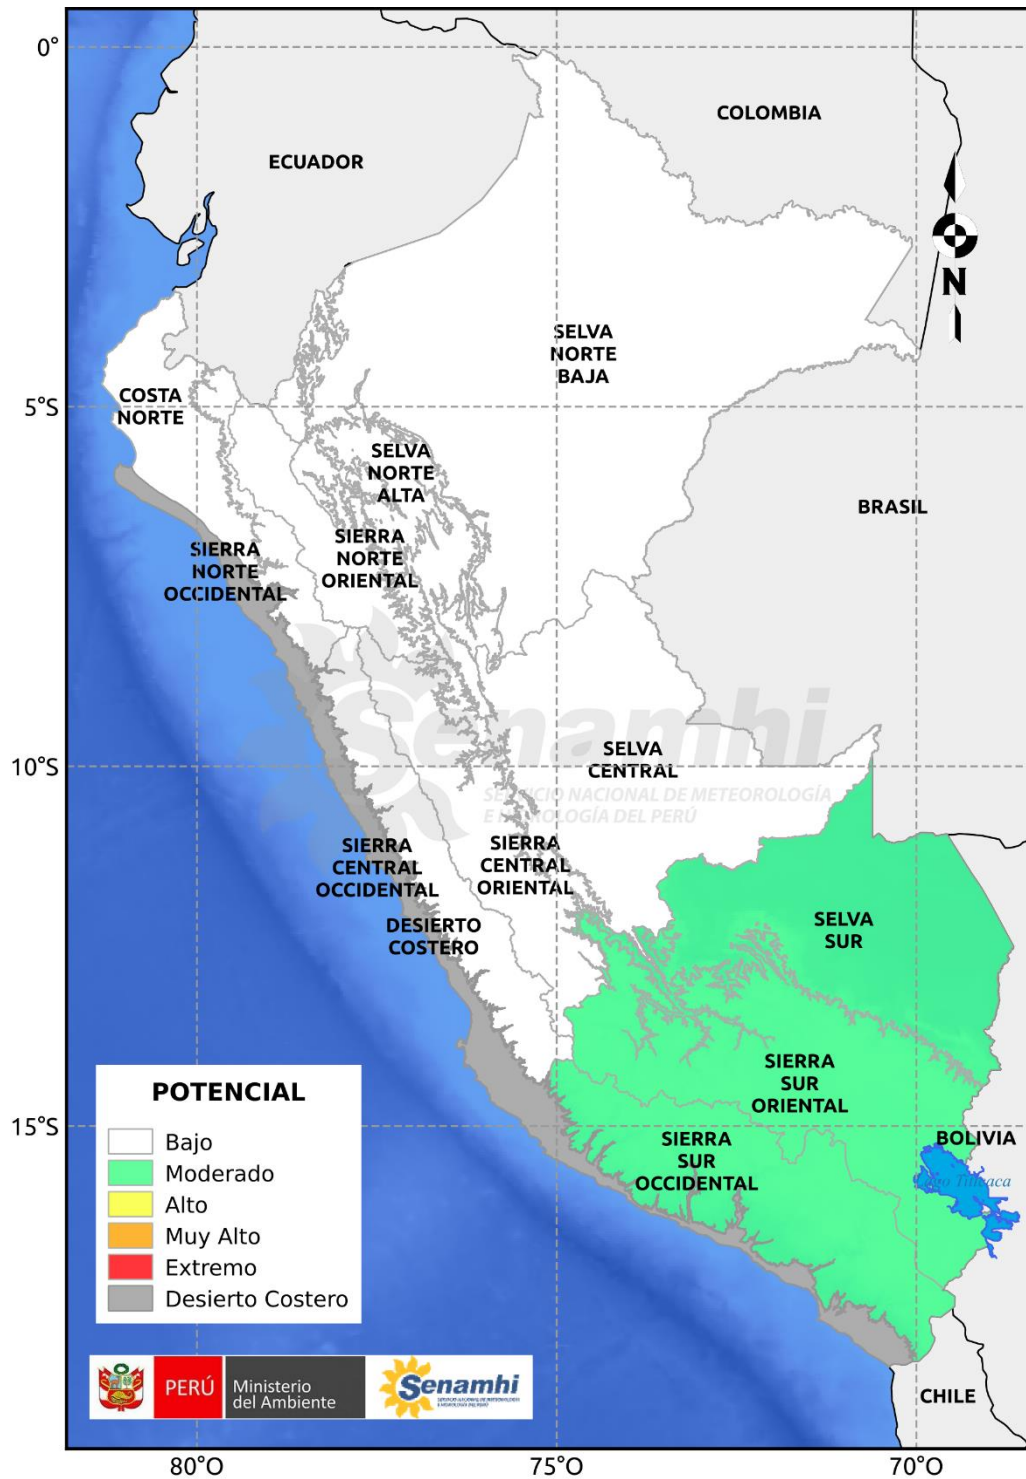 0°
COLOMBIA
ECUADOR
N
SELVA
NORTE
BAJA
COSTA
NORTE
5°S
SELVA
NORTE
ALTA
BRASIL
SIERRA
NORTE
OCCIDENTAL
SIERRA
NORTE
ORIENTAL
Senamhi
SELVA
CENTRAL
10°S
SERVICIO NACIONAL DE METEOROLOGÍA
E HIDROLOGÍA DEL PERÚ
SIERRA
CENTRAL
OCCIDENTAL
SIERRA
CENTRAL
ORIENTAL
DESIERTO
COSTERO
SELVA
SUR
SIERRA
SUR
ORIENTAL
15°S
BOLIVIA
SIERRA
SUR
OCCIDENTAL
POTENCIAL
Bajo
Moderado
Alto
Muy Alto
Extremo
Desierto Costero
PERÚ
Ministerio
del Ambiente
Senamhi
CHILE
80°O
75°O
70°O